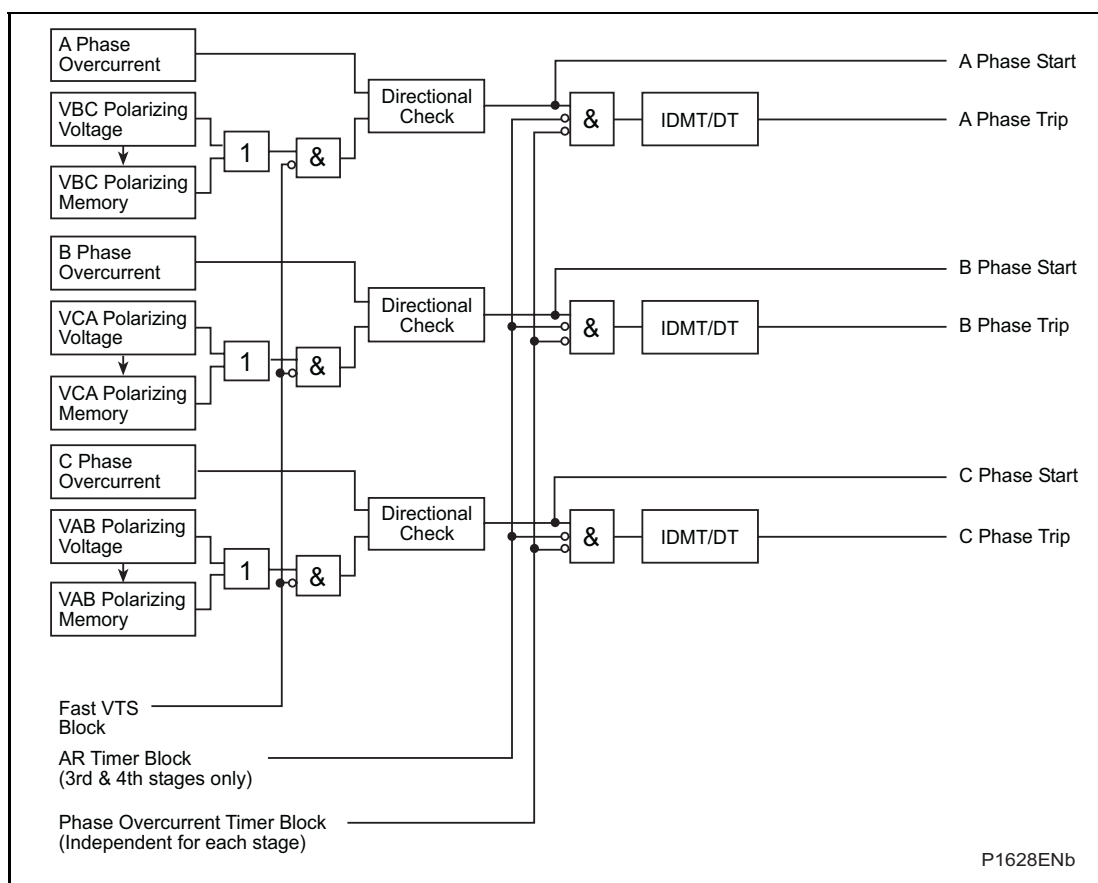 A Phase
Overcurrent
VBC Polarizing
Voltage
VBC Polarizing
Memory
1
&
Directional
Check
&
IDMT/DT
A Phase Start
A Phase Trip
B Phase
Overcurrent
VCA Polarizing
Voltage
VCA Polarizing
Memory
1
&
Directional
Check
&
IDMT/DT
B Phase Start
B Phase Trip
C Phase
Overcurrent
VAB Polarizing
Voltage
VAB Polarizing
Memory
1
&
Directional
Check
&
IDMT/DT
C Phase Start
C Phase Trip
Fast VTS
Block
AR Timer Block
(3rd & 4th stages only)
Phase Overcurrent Timer Block
(Independent for each stage)
P1628ENb